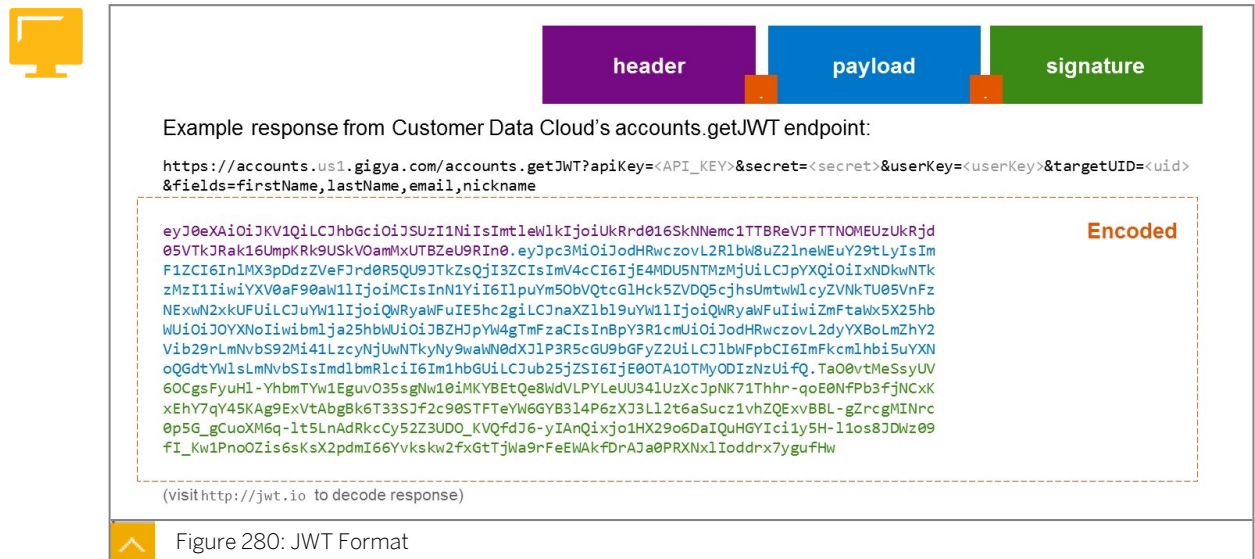 header
.
payload
.
signature
Example response from Customer Data Cloud's accounts.getJWT endpoint:
https://accounts.us1.gigya.com/accounts.getJWT?apiKey=<API_KEY>&secret=<secret>&userKey=<userKey>&targetUID=<uid>
&fields=firstName,lastName,email,nickname
Encoded
eyJ0eXAiOiJKV1QiLCJhbGciOiJSUzI1NiIsImtleWlkIjoiUkRrd016SkNNemc1TTBReVJFTTNOMEUzUkRjd
05VTkJRak16UmpKRk9USkVOamMxUTBZeU9RIn0.eyJpc3MiOiJodHRwczovL2RlbW8uZ2lneWEuY29tLyIsIm
F1ZCI6InlMX3pDdzZVeFJrd0R5QU9JTkZsQjI3ZCIsImV4cCI6IjE4MDU5NTMzMjUiLCJpYXQiOiIxNDkwNTk
zMzI1IiwiYXV0aF90aW1lIjoiMCIsInN1YiI6IlpuYm5ObVQtcGlHck5ZVDQ5cjhsUmtwWlcyZVNkTU05VnFz
NExwN2xkUFUiLCJuYW1lIjoiQWRyaWFuIE5hc2giLCJnaXZlbl9uYW1lIjoiQWRyaWFuIiwiZmFtaWx5X25hb
WUiOiJOYXNoIiwibmlja25hbWUiOiJBZHJpYW4gTmFzaCIsInBpY3R1cmUiOiJodHRwczovL2dyYXBoLmZhY2
Vib29rLmNvbS92Mi41LzcyNjUwNTkyNy9waWN0dXJlP3R5cGU9bGFyZ2UiLCJlbWFpbCI6ImFkcmlhbi5uYXN
oQGdtYWlsLmNvbSIsImdlbmRlciI6Im1hbGUiLCJub25jZSI6IjE0OTA1OTMyODIzNzUifQ.TaO0vtMeSsyUV
6OCgsFyuHl-YhbmTYw1EguvO35sgNw10iMKYBEtQe8WdVLPYLeUU34lUzXcJpNK71Thhr-qoE0NfPb3fjNCxK
xEhY7qY45KAg9ExVtAbgBk6T33SJf2c90STFTeYW6GYB3l4P6zXJ3Ll2t6aSucz1vhZQExvBBL-gZrcgMINrc
0p5G_gCuoXM6q-lt5LnAdRkcCy52Z3UDO_KVQfdJ6-yIAnQixjo1HX29o6DaIQuHGYIci1y5H-l1os8JDWz09
fI_Kw1PnoOZis6sKsX2pdmI66Yvkskw2fxGtTjWa9rFeEWAkfDrAJa0PRXNxlIoddrx7ygufHw
(visit http://jwt.io to decode response)
Figure 280: JWT Format